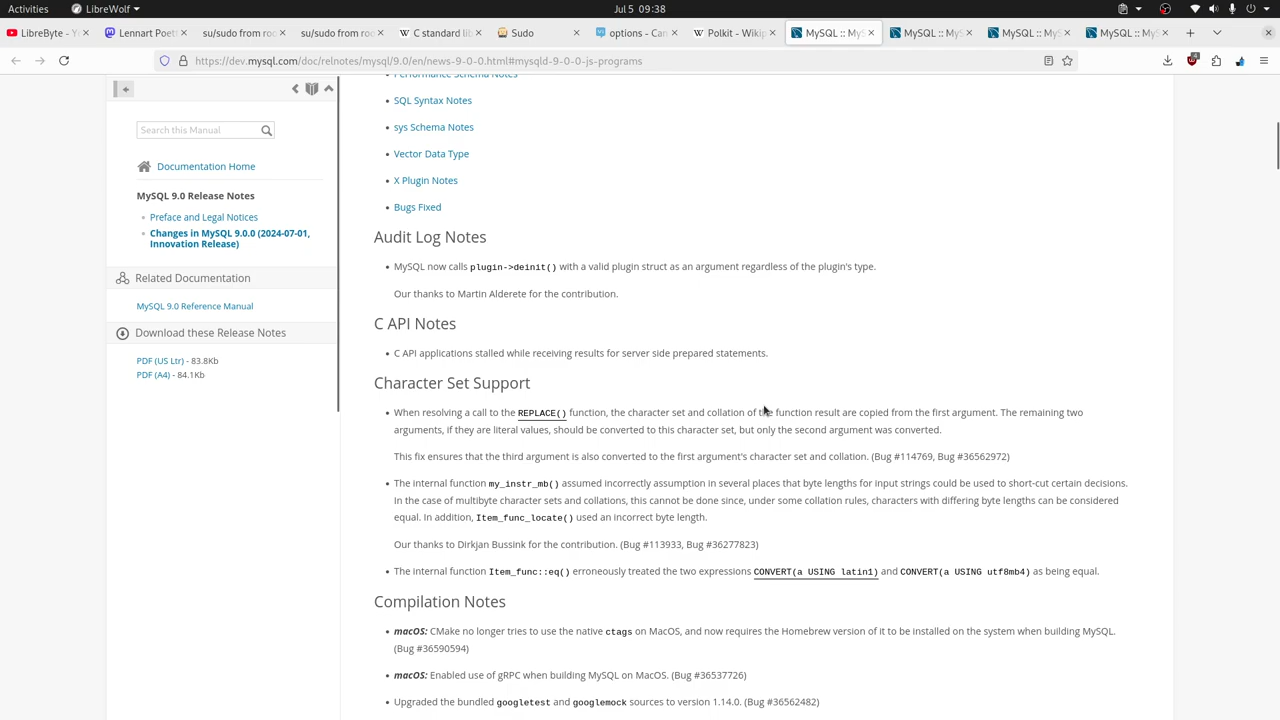 Activities LibreWolf Jul 5 09:38
LibreByte - Y Lennart Poet su/sudo from roo su/sudo from roo C standard lib Sudo options - Can Polkit - Wikip MySQL :: MyS MySQL :: MyS MySQL :: MyS MySQL :: MyS
https://dev.mysql.com/doc/relnotes/mysql/9.0/en/news-9-0-0.html#mysqld-9-0-0-js-programs
Search this Manual
Documentation Home
MySQL 9.0 Release Notes
Preface and Legal Notices
Changes in MySQL 9.0.0 (2024-07-01,
Innovation Release)
Related Documentation
MySQL 9.0 Reference Manual
Download these Release Notes
PDF (US Ltr) - 83.8Kb
PDF (A4) - 84.1Kb
Performance Schema Notes
SQL Syntax Notes
sys Schema Notes
Vector Data Type
X Plugin Notes
Bugs Fixed
Audit Log Notes
MySQL now calls plugin->deinit() with a valid plugin struct as an argument regardless of the plugin's type.
Our thanks to Martin Alderete for the contribution.
C API Notes
C API applications stalled while receiving results for server side prepared statements.
Character Set Support
When resolving a call to the REPLACE() function, the character set and collation of the function result are copied from the first argument. The remaining two
arguments, if they are literal values, should be converted to this character set, but only the second argument was converted.
This fix ensures that the third argument is also converted to the first argument's character set and collation. (Bug #114769, Bug #36562972)
The internal function my_instr_mb() assumed incorrectly assumption in several places that byte lengths for input strings could be used to short-cut certain decisions.
In the case of multibyte character sets and collations, this cannot be done since, under some collation rules, characters with differing byte lengths can be considered
equal. In addition, Item_func_locate() used an incorrect byte length.
Our thanks to Dirkjan Bussink for the contribution. (Bug #113933, Bug #36277823)
The internal function Item_func::eq() erroneously treated the two expressions CONVERT(a USING latin1) and CONVERT(a USING utf8mb4) as being equal.
Compilation Notes
macOS: CMake no longer tries to use the native ctags on MacOS, and now requires the Homebrew version of it to be installed on the system when building MySQL.
(Bug #36590594)
macOS: Enabled use of gRPC when building MySQL on MacOS. (Bug #36537726)
Upgraded the bundled googletest and googlemock sources to version 1.14.0. (Bug #36562482)